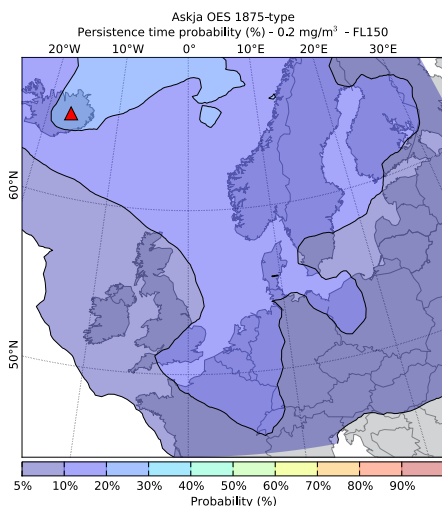 Askja OES 1875-type
Persistence time probability (%) - 0.2 mg/m³ - FL150
20°W 10°W 0°E 10°E 20°E 30°E
60°N
50°N
5% 10% 20% 30% 40% 50% 60% 70% 80% 90%
Probability (%)